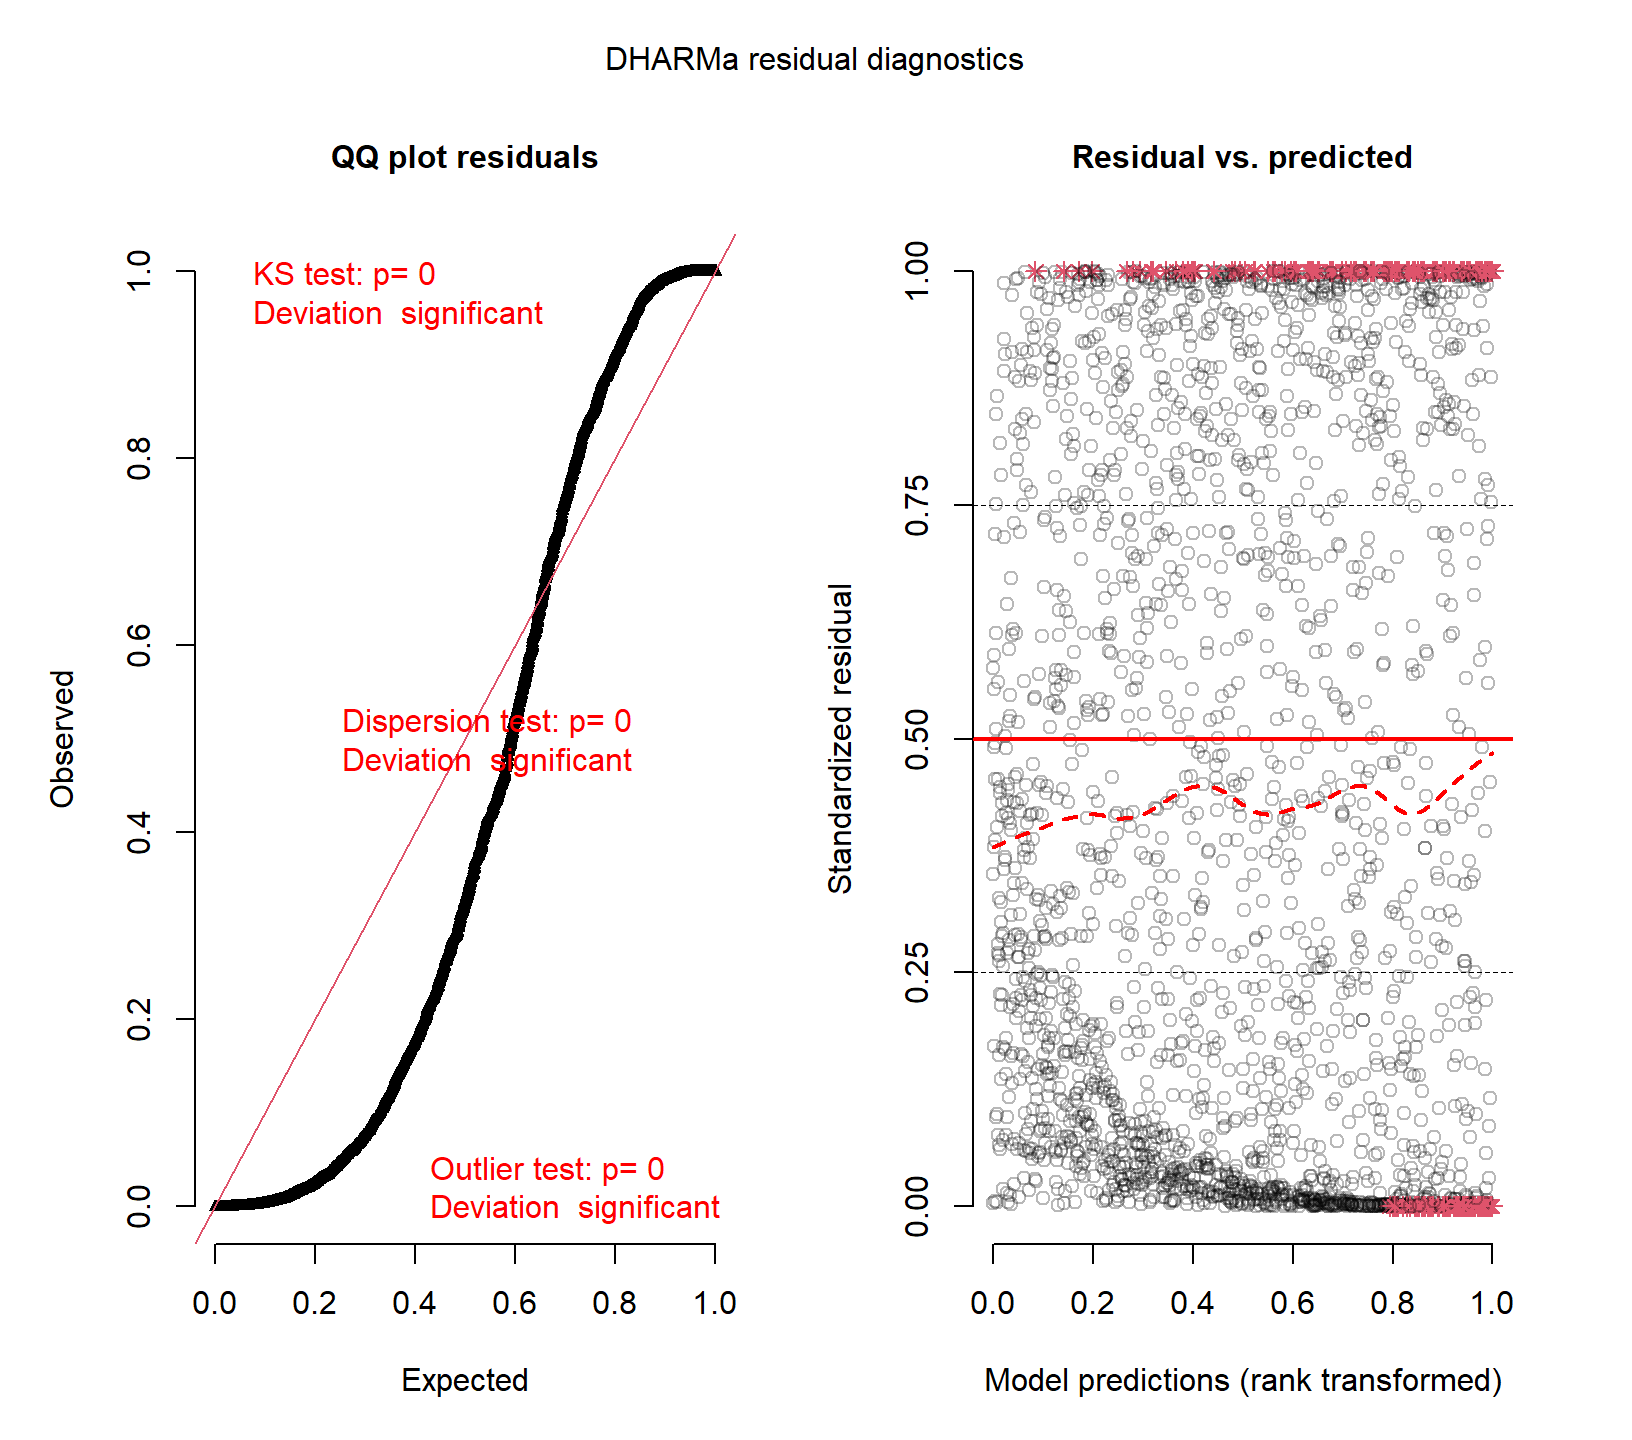 DHARMa residual diagnostics
QQ plot residuals
KS test: p= 0
Deviation  significant
Dispersion test: p= 0
Deviation  significant
Outlier test: p= 0
Deviation  significant
Observed
0.0 0.2 0.4 0.6 0.8 1.0
0.0 0.2 0.4 0.6 0.8 1.0
Expected
Residual vs. predicted
Standardized residual
0.00 0.25 0.50 0.75 1.00
0.0 0.2 0.4 0.6 0.8 1.0
Model predictions (rank transformed)